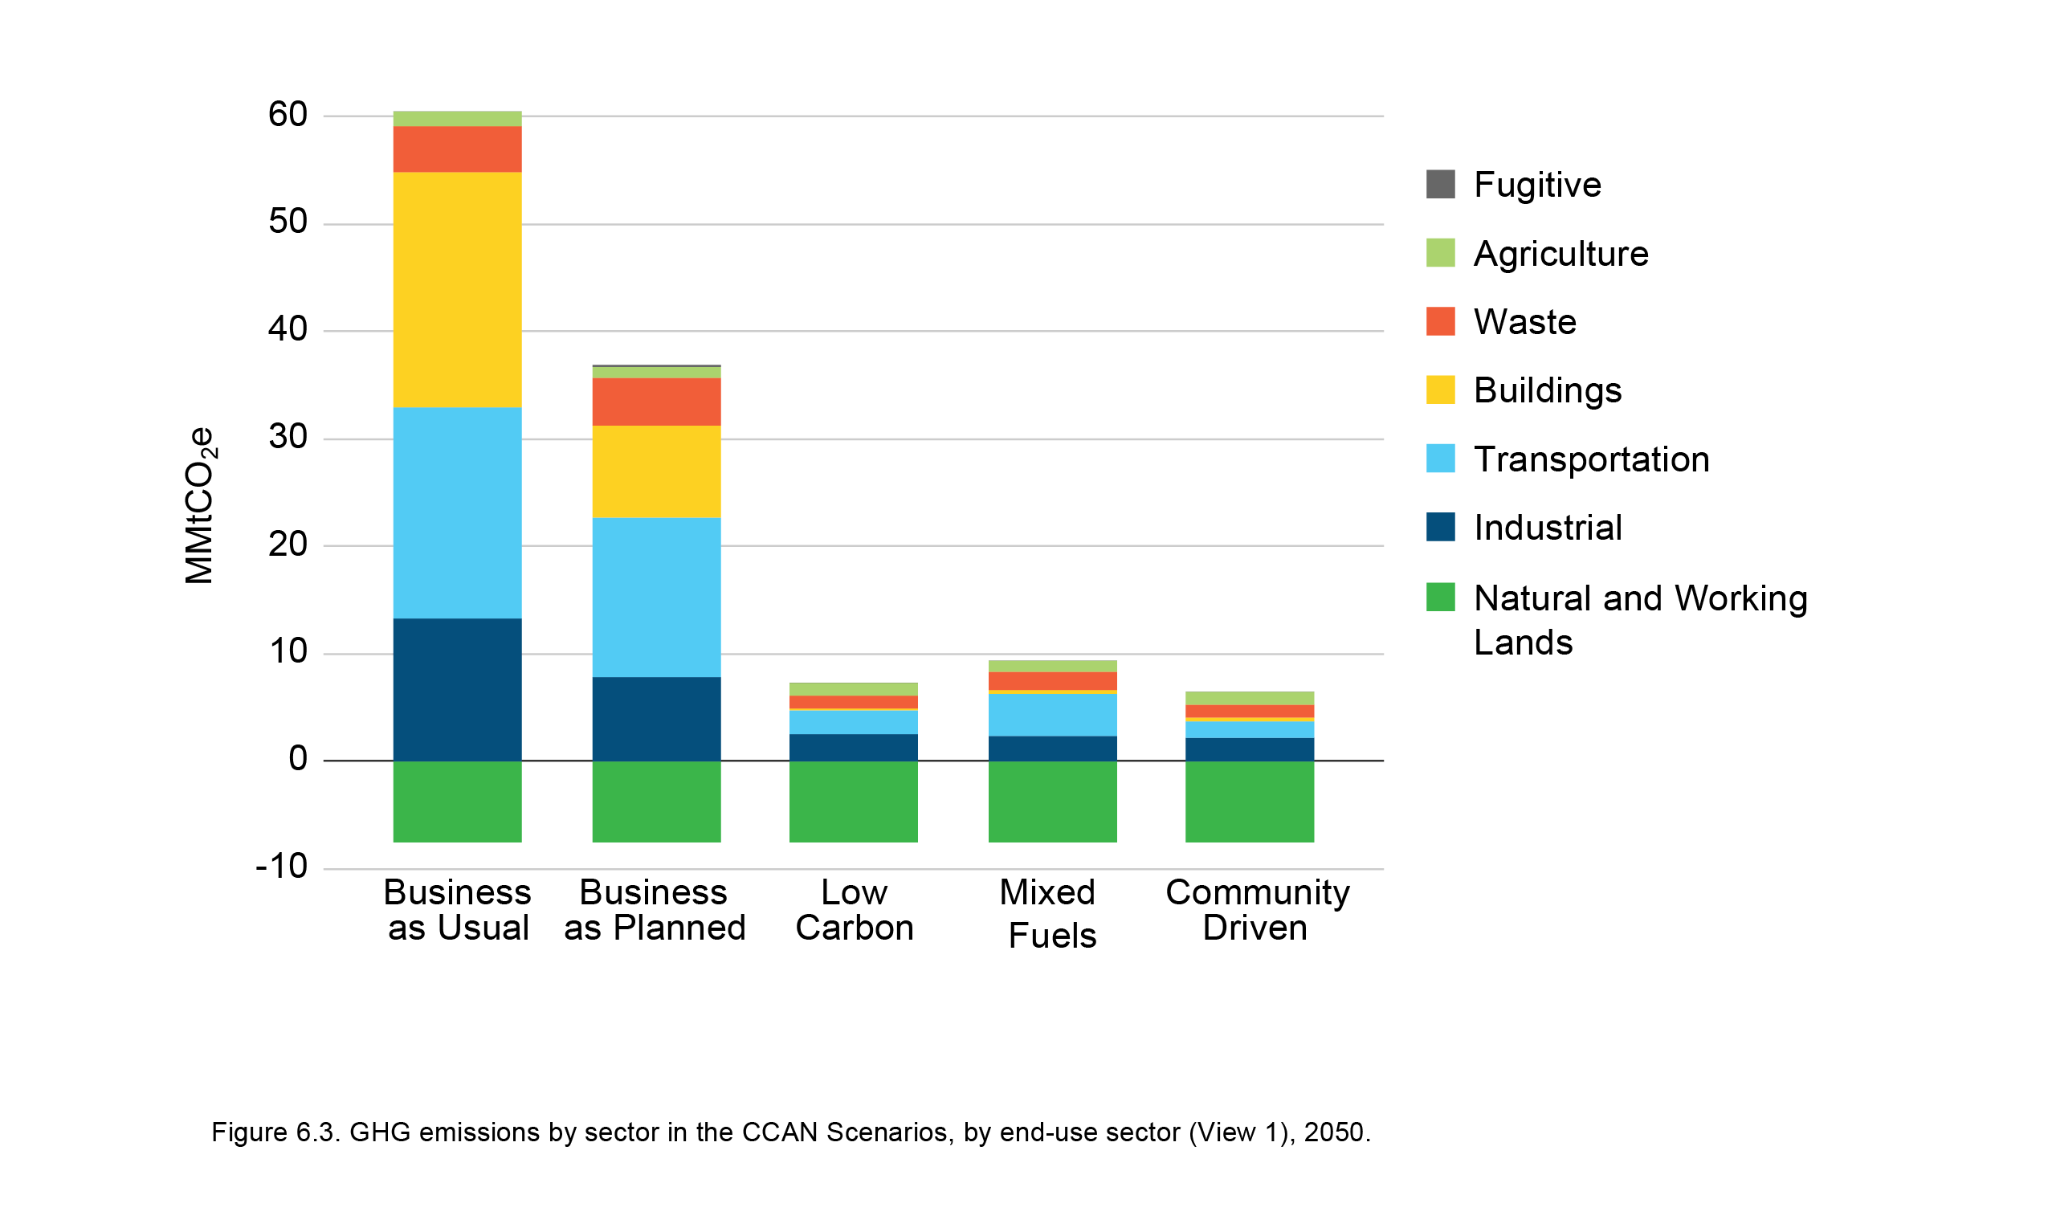 60
50
40
30
20
10
0
-10
MMtCO₂e
Business
as Usual
Business
as Planned
Low
Carbon
Mixed
Fuels
Community
Driven
Fugitive
Agriculture
Waste
Buildings
Transportation
Industrial
Natural and Working
Lands
Figure 6.3. GHG emissions by sector in the CCAN Scenarios, by end-use sector (View 1), 2050.